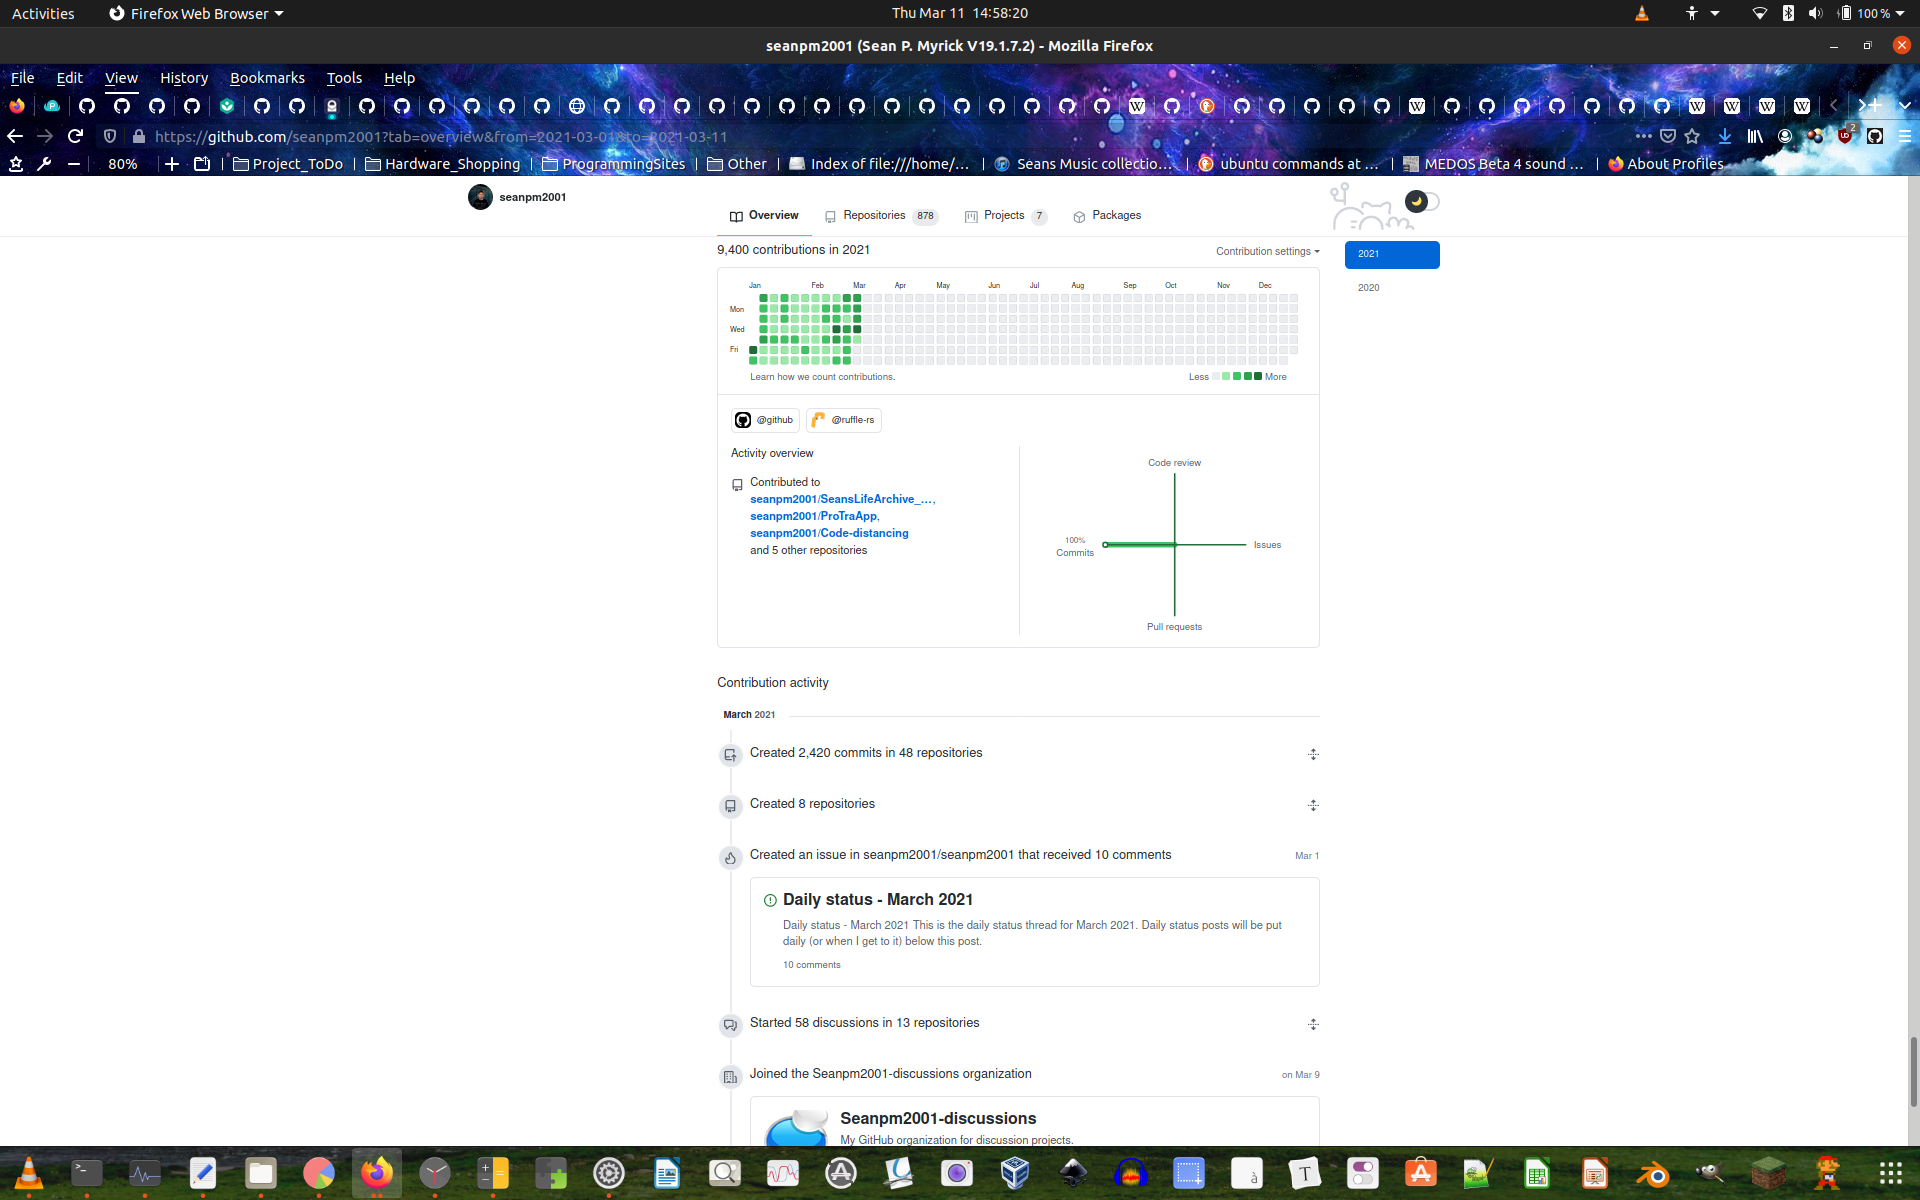 Activities
Firefox Web Browser
Thu Mar 11 14:58:20
100 %
seanpm2001 (Sean P. Myrick V19.1.7.2) - Mozilla Firefox
File Edit View History Bookmarks Tools Help
https://github.com/seanpm2001?tab=overview&from=2021-03-01&to=2021-03-11
80% Project_ToDo Hardware_Shopping ProgrammingSites Other Index of file:///home/... Seans Music collectio... ubuntu commands at ... MEDOS Beta 4 sound ... About Profiles
seanpm2001
Overview Repositories 878 Projects 7 Packages
9,400 contributions in 2021
Contribution settings
2021
2020
Jan Feb Mar Apr May Jun Jul Aug Sep Oct Nov Dec
Mon
Wed
Fri
Learn how we count contributions.
Less More
@github @ruffle-rs
Activity overview
Contributed to
seanpm2001/SeansLifeArchive_...,
seanpm2001/ProTraApp,
seanpm2001/Code-distancing
and 5 other repositories
Code review
100%
Commits
Issues
Pull requests
Contribution activity
March 2021
Created 2,420 commits in 48 repositories
Created 8 repositories
Created an issue in seanpm2001/seanpm2001 that received 10 comments
Mar 1
Daily status - March 2021
Daily status - March 2021 This is the daily status thread for March 2021. Daily status posts will be put
daily (or when I get to it) below this post.
10 comments
Started 58 discussions in 13 repositories
Joined the Seanpm2001-discussions organization
on Mar 9
Seanpm2001-discussions
My GitHub organization for discussion projects.